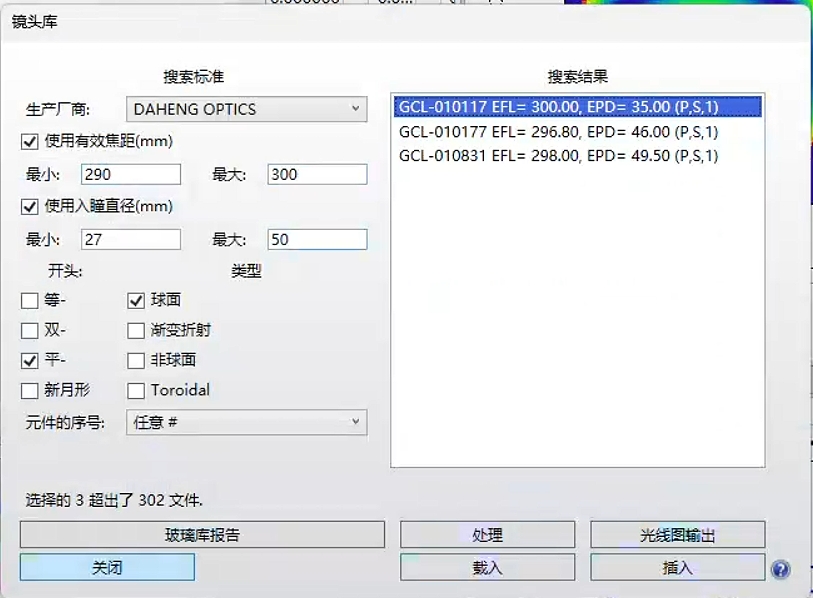 镜头库
搜索标准
搜索结果
生产厂商: DAHENG OPTICS
使用有效焦距(mm)
最小: 290 最大: 300
使用入瞳直径(mm)
最小: 27 最大: 50
开头: 类型
等- 球面
双- 渐变折射
平- 非球面
新月形 Toroidal
元件的序号: 任意 #
GCL-010117 EFL= 300.00, EPD= 35.00 (P,S,1)
GCL-010177 EFL= 296.80, EPD= 46.00 (P,S,1)
GCL-010831 EFL= 298.00, EPD= 49.50 (P,S,1)
选择的 3 超出了 302 文件.
玻璃库报告 处理 光线图输出
关闭 载入 插入 ?